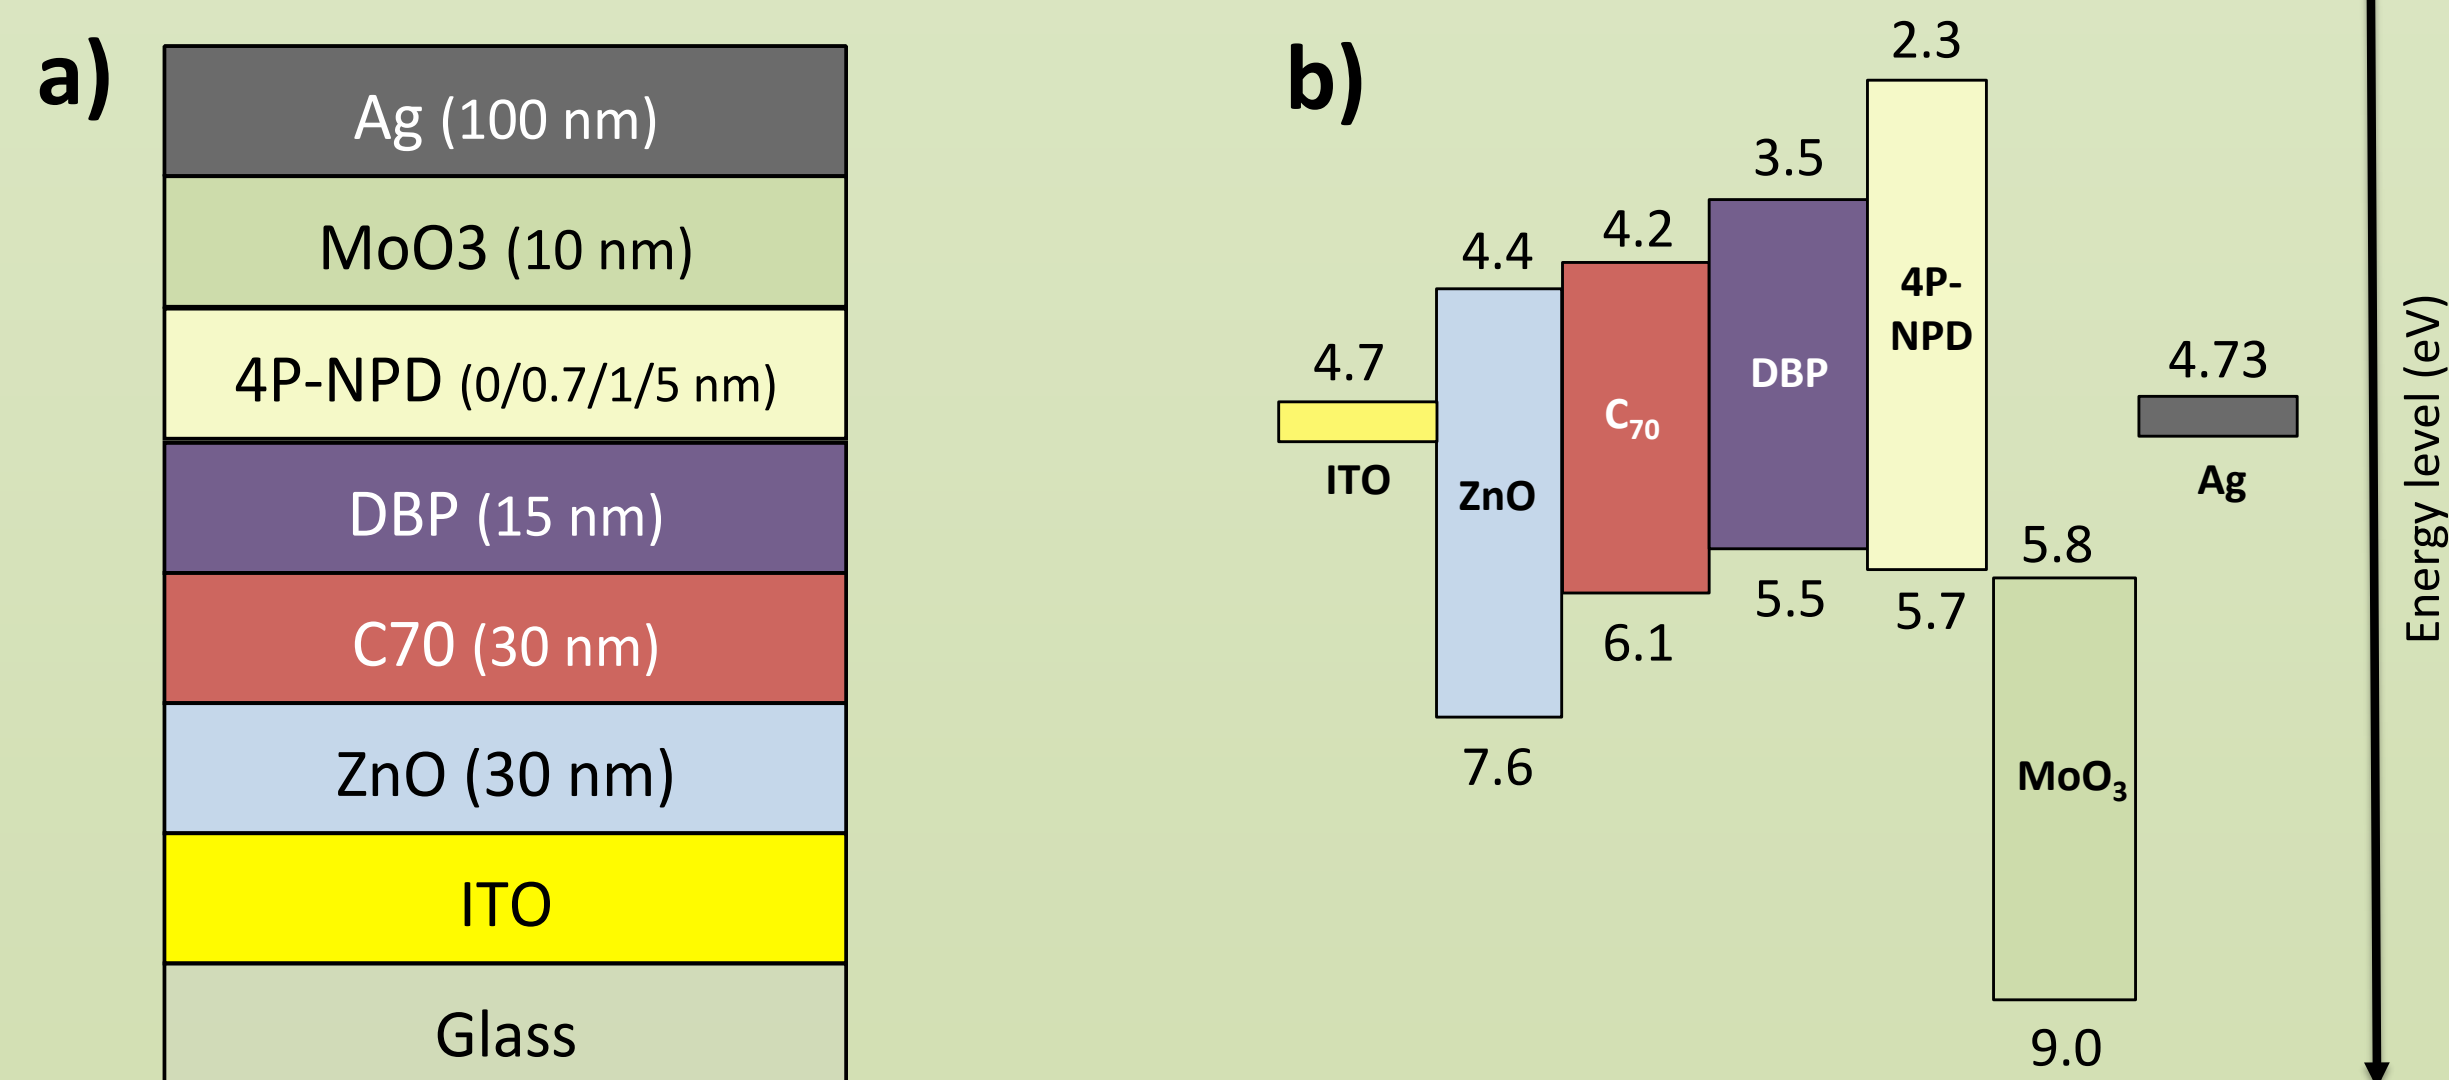 a)
Ag (100 nm)
MoO3 (10 nm)
4P-NPD (0/0.7/1/5 nm)
DBP (15 nm)
C70 (30 nm)
ZnO (30 nm)
ITO
Glass
b)
2.3
3.5
4.2
4.4
4.7
4P-
NPD
4.73
DBP
C₇₀
ITO
ZnO
Ag
5.8
5.5
5.7
6.1
7.6
MoO₃
9.0
Energy level (eV)